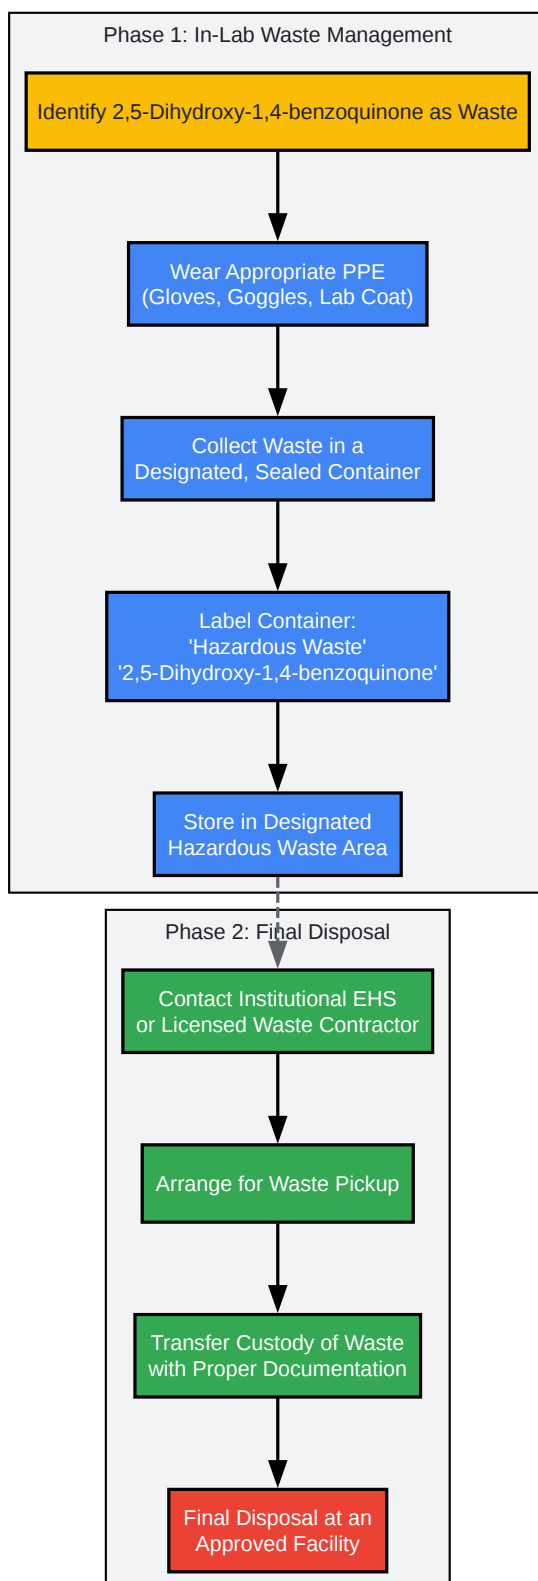 Phase 1: In-Lab Waste Management
Identify 2,5-Dihydroxy-1,4-benzoquinone as Waste
Wear Appropriate PPE
(Gloves, Goggles, Lab Coat)
Collect Waste in a
Designated, Sealed Container
Label Container:
'Hazardous Waste'
'2,5-Dihydroxy-1,4-benzoquinone'
Store in Designated
Hazardous Waste Area
Phase 2: Final Disposal
Contact Institutional EHS
or Licensed Waste Contractor
Arrange for Waste Pickup
Transfer Custody of Waste
with Proper Documentation
Final Disposal at an
Approved Facility